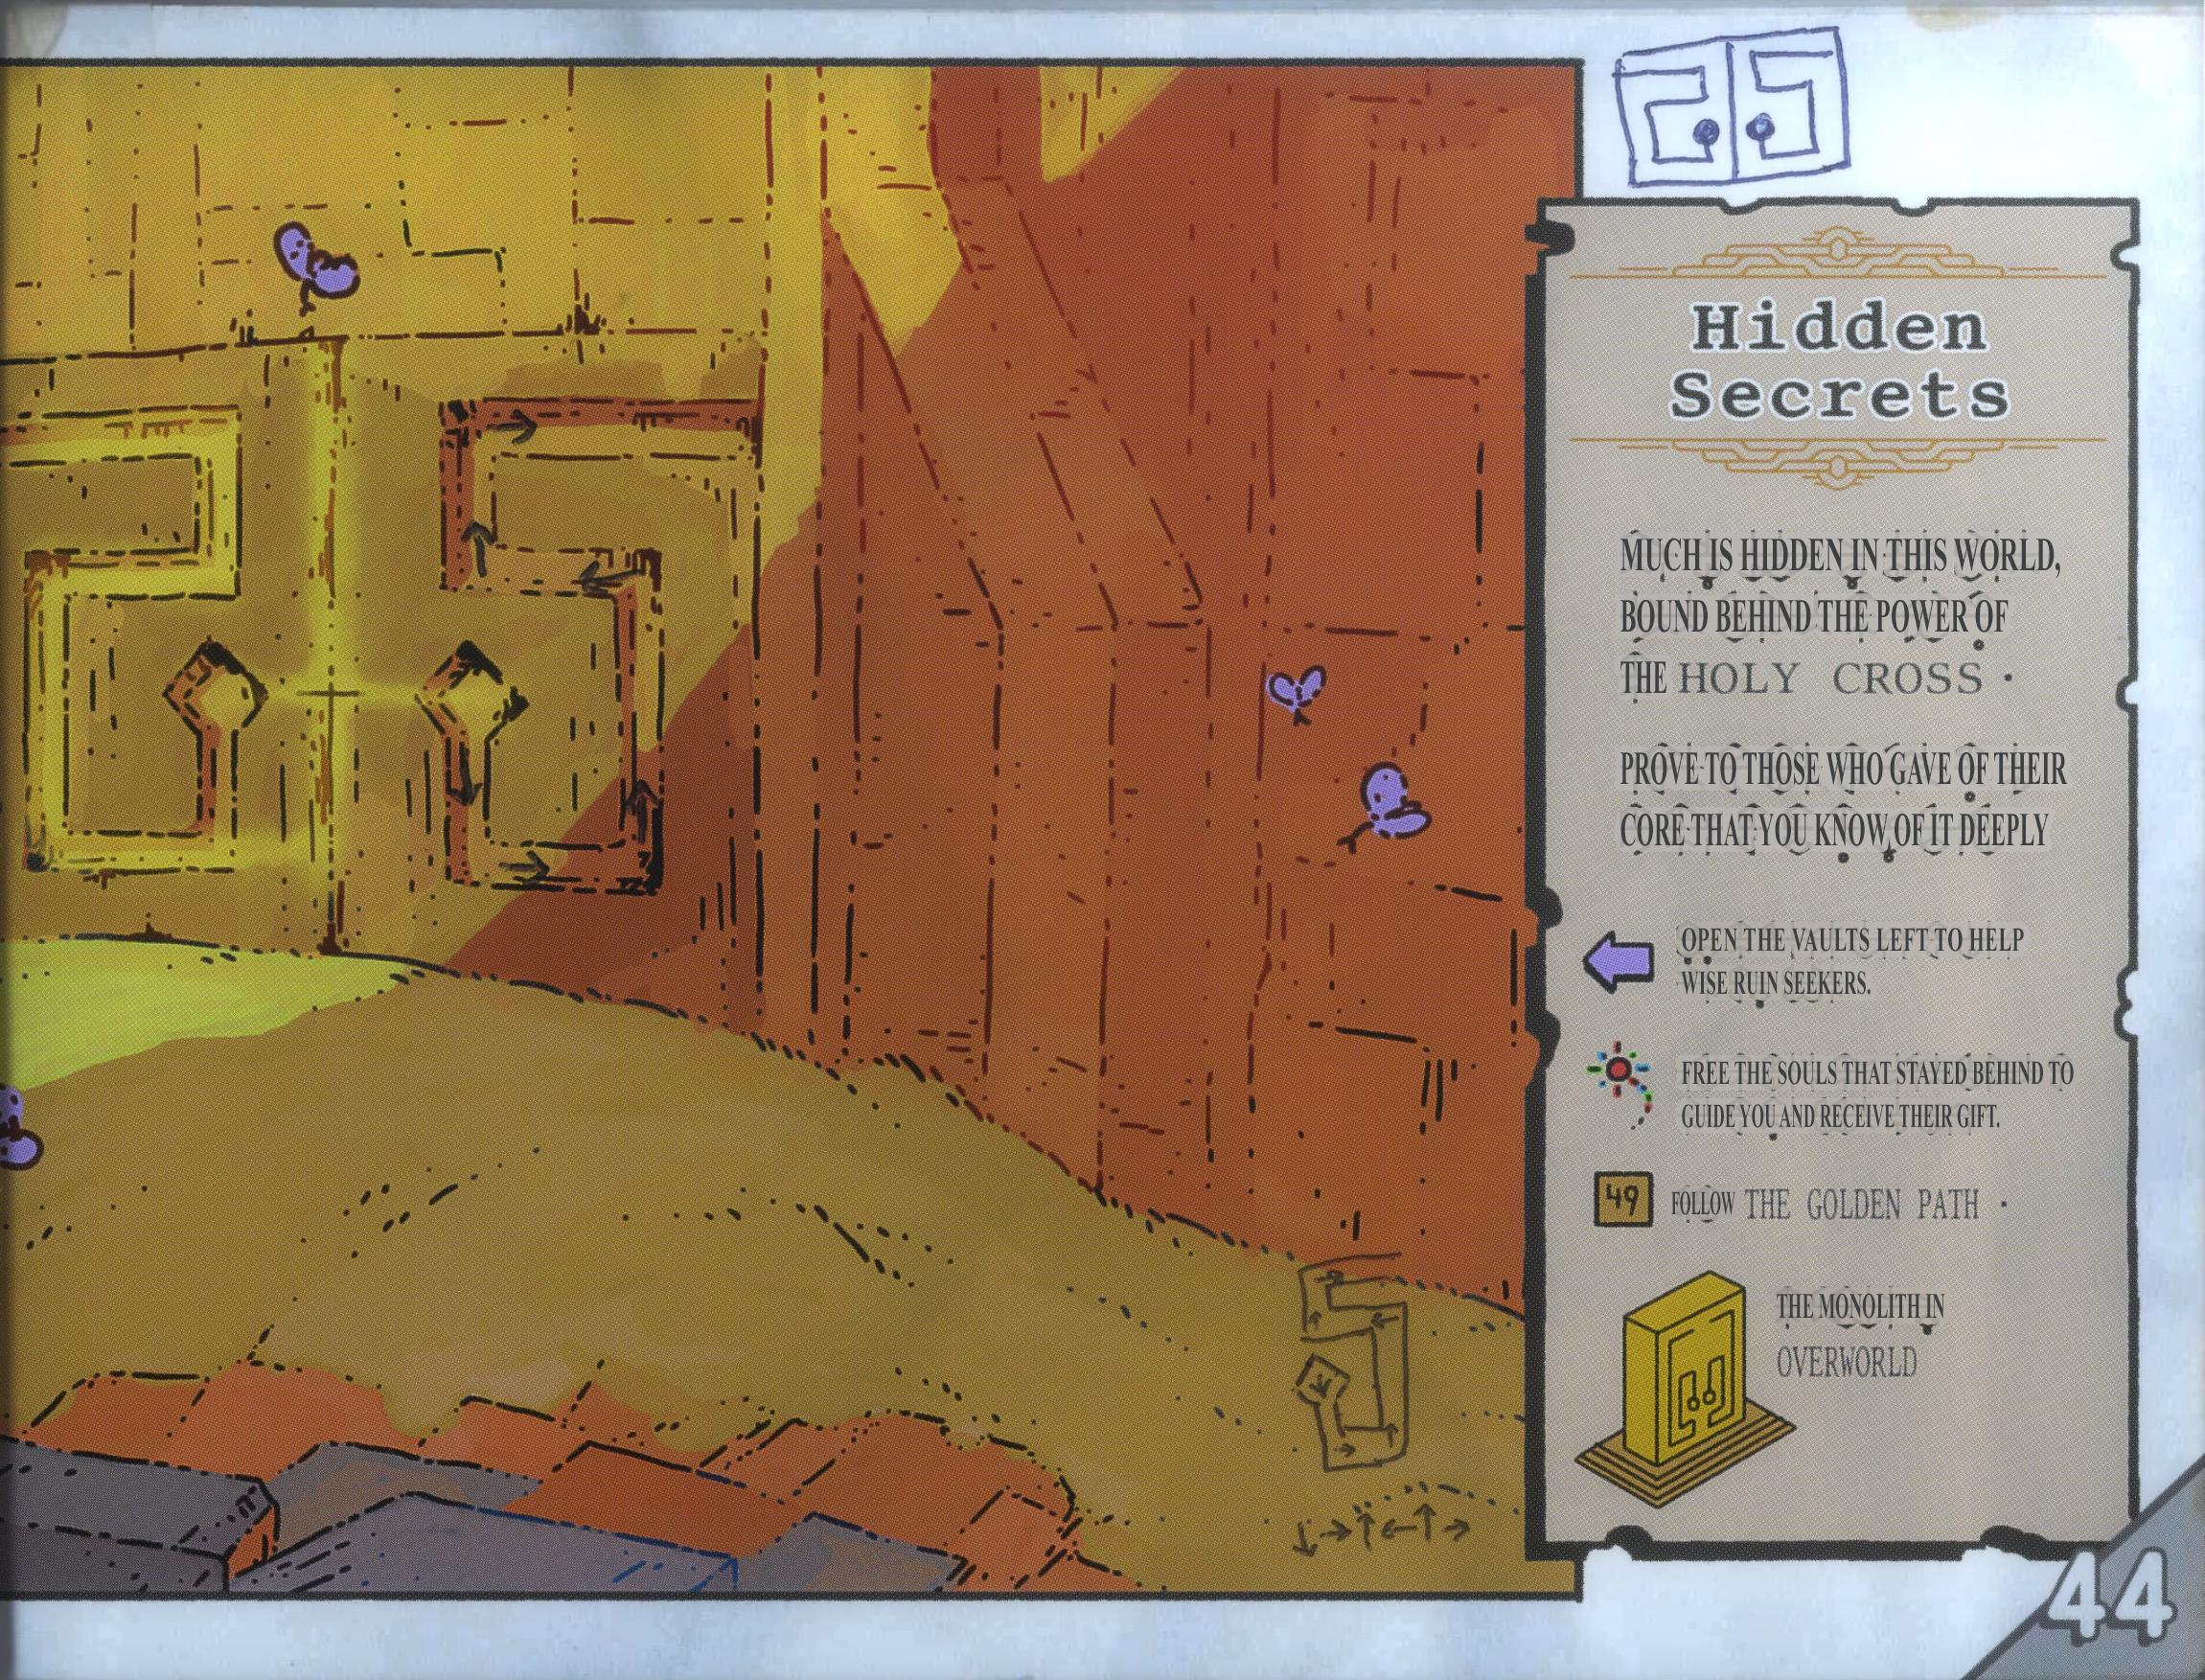 Hidden
Secrets
MUCH IS HIDDEN IN THIS WORLD,
BOUND BEHIND THE POWER OF
THE HOLY CROSS ·
PROVE TO THOSE WHO GAVE OF THEIR
CORE THAT YOU KNOW OF IT DEEPLY
OPEN THE VAULTS LEFT TO HELP
WISE RUIN SEEKERS.
FREE THE SOULS THAT STAYED BEHIND TO
GUIDE YOU AND RECEIVE THEIR GIFT.
49 FOLLOW THE GOLDEN PATH ·
THE MONOLITH IN
OVERWORLD
↓→↑←↑→
44